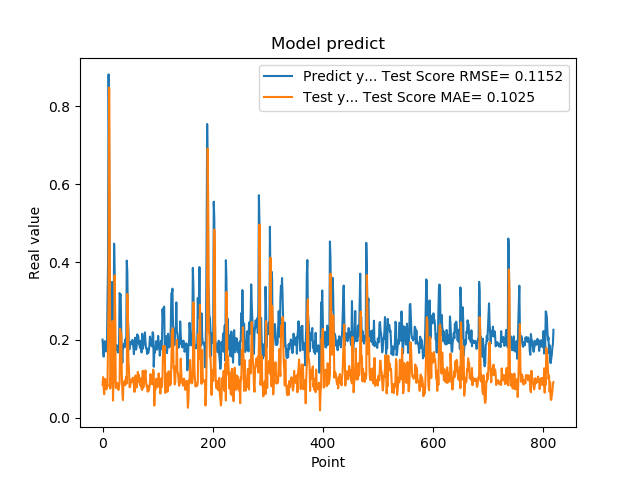 Model predict
Predict y... Test Score RMSE= 0.1152
Test y... Test Score MAE= 0.1025
Real value
0.8
0.6
0.4
0.2
0.0
0 200 400 600 800
Point